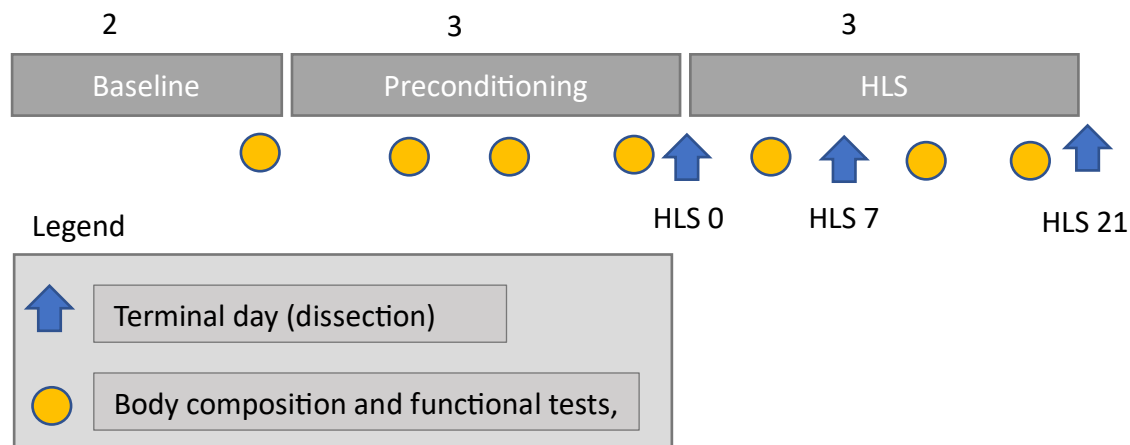 2 3 3
Baseline Preconditioning HLS
HLS 0 HLS 7 HLS 21
Legend
Terminal day (dissection)
Body composition and functional tests,